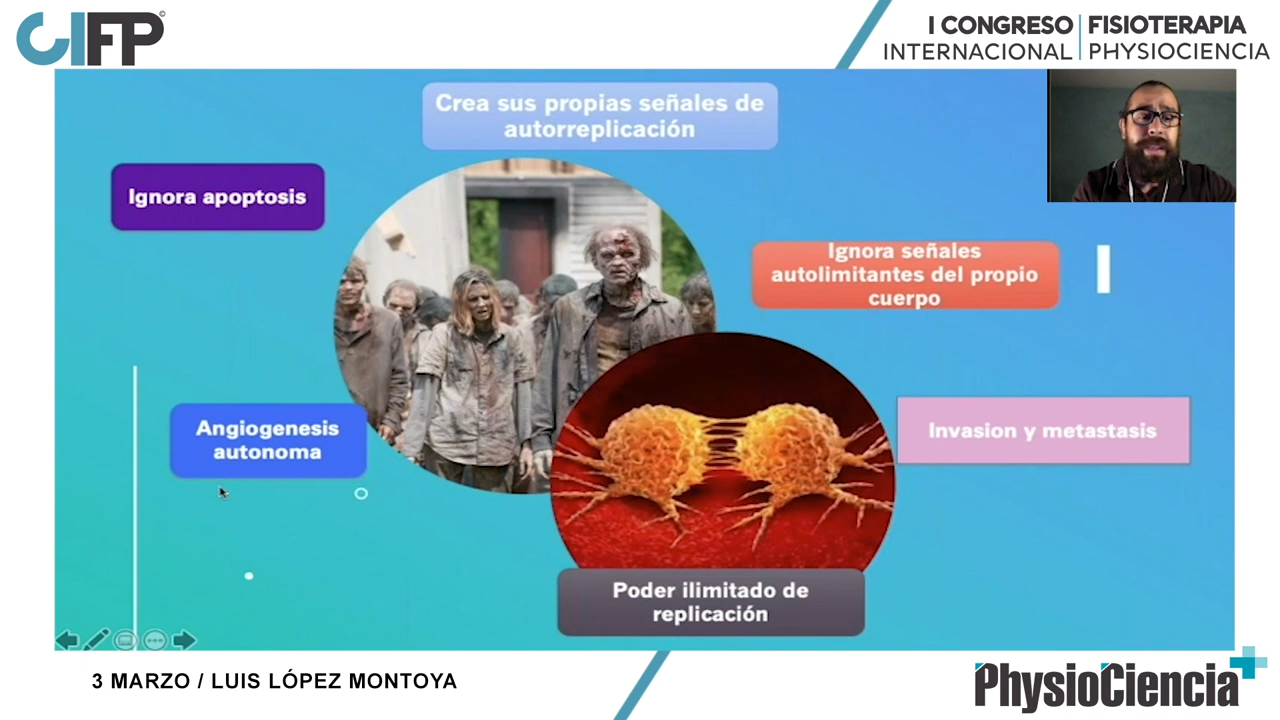 CIFP
I CONGRESO
INTERNACIONAL
FISIOTERAPIA
PHYSIOCIENCIA
Crea sus propias señales de
autorreplicación
Ignora apoptosis
Ignora señales
autolimitantes del propio
cuerpo
Angiogenesis
autonoma
Invasion y metastasis
Poder ilimitado de
replicación
3 MARZO / LUIS LÓPEZ MONTOYA
PhysioCiencia